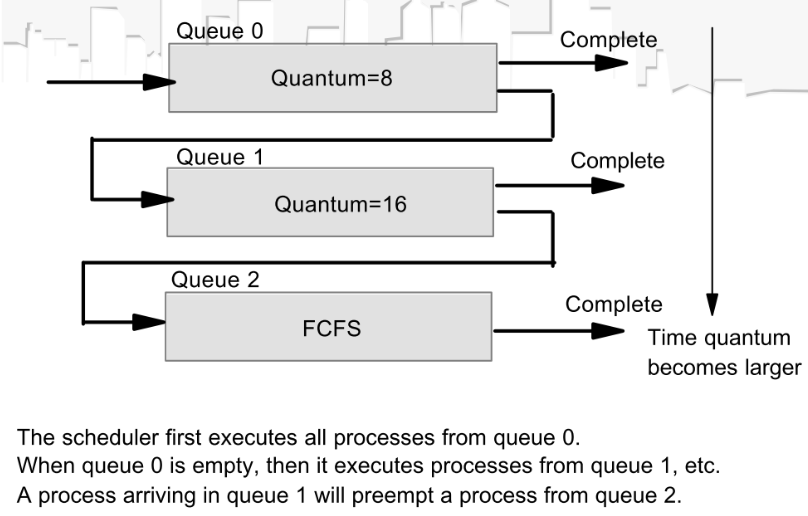 Queue 0
Complete
Quantum=8
Queue 1
Complete
Quantum=16
Queue 2
Complete
FCFS
Time quantum
becomes larger
The scheduler first executes all processes from queue 0.
When queue 0 is empty, then it executes processes from queue 1, etc.
A process arriving in queue 1 will preempt a process from queue 2.